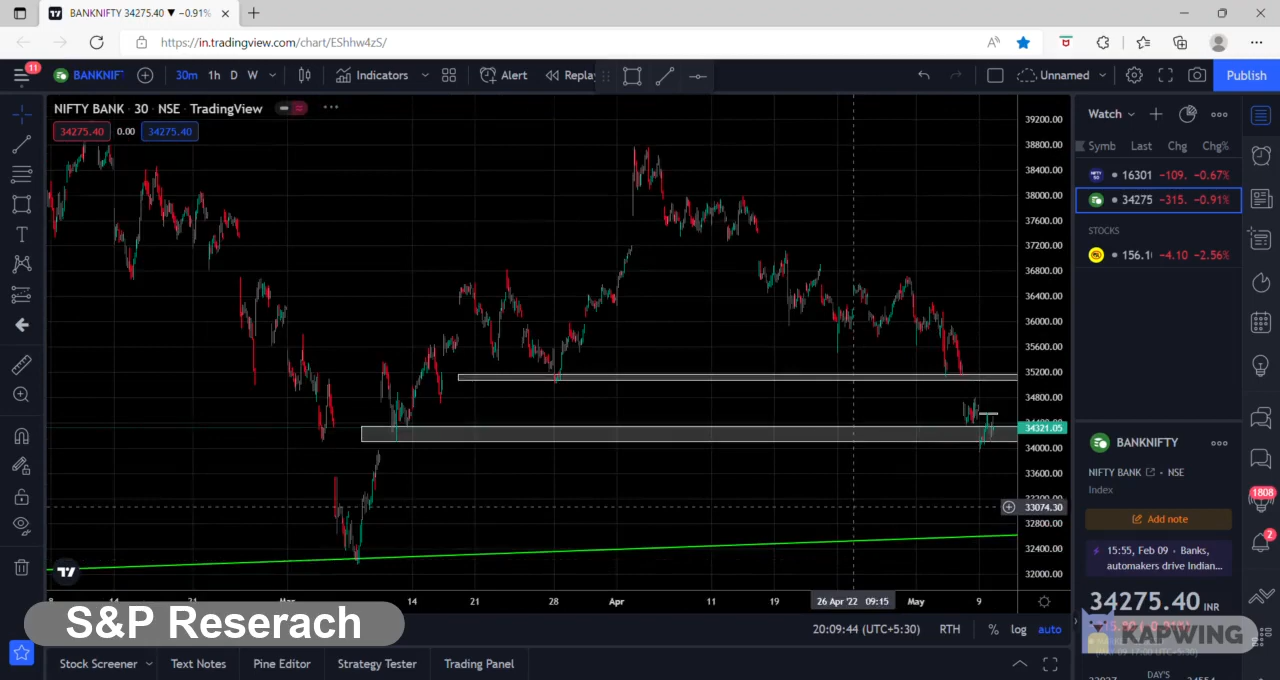 BANKNIFTY 34275.40 ▼ −0.91%
https://in.tradingview.com/chart/EShhw4zS/
11
BANKNIF
30m 1h D W
Indicators
Alert
Replay
Unnamed
Publish
NIFTY BANK · 30 · NSE · TradingView
34275.40 0.00 34275.40
39200.00
38800.00
38400.00
38000.00
37600.00
37200.00
36800.00
36400.00
36000.00
35600.00
35200.00
34800.00
34321.05
34000.00
33600.00
33074.30
32800.00
32400.00
32000.00
14 21 28 Apr 11 19 26 Apr '22 09:15 May 9
20:09:44 (UTC+5:30) RTH % log auto
S&P Reserach
Stock Screener Text Notes Pine Editor Strategy Tester Trading Panel
Watch
Symb Last Chg Chg%
16301 −109. −0.67%
34275 −315. −0.91%
STOCKS
156.1 −4.10 −2.56%
BANKNIFTY
NIFTY BANK · NSE
Index
Add note
15:55, Feb 09 · Banks,
automakers drive Indian...
34275.40 INR
KAPWING
DAY'S
1808
2